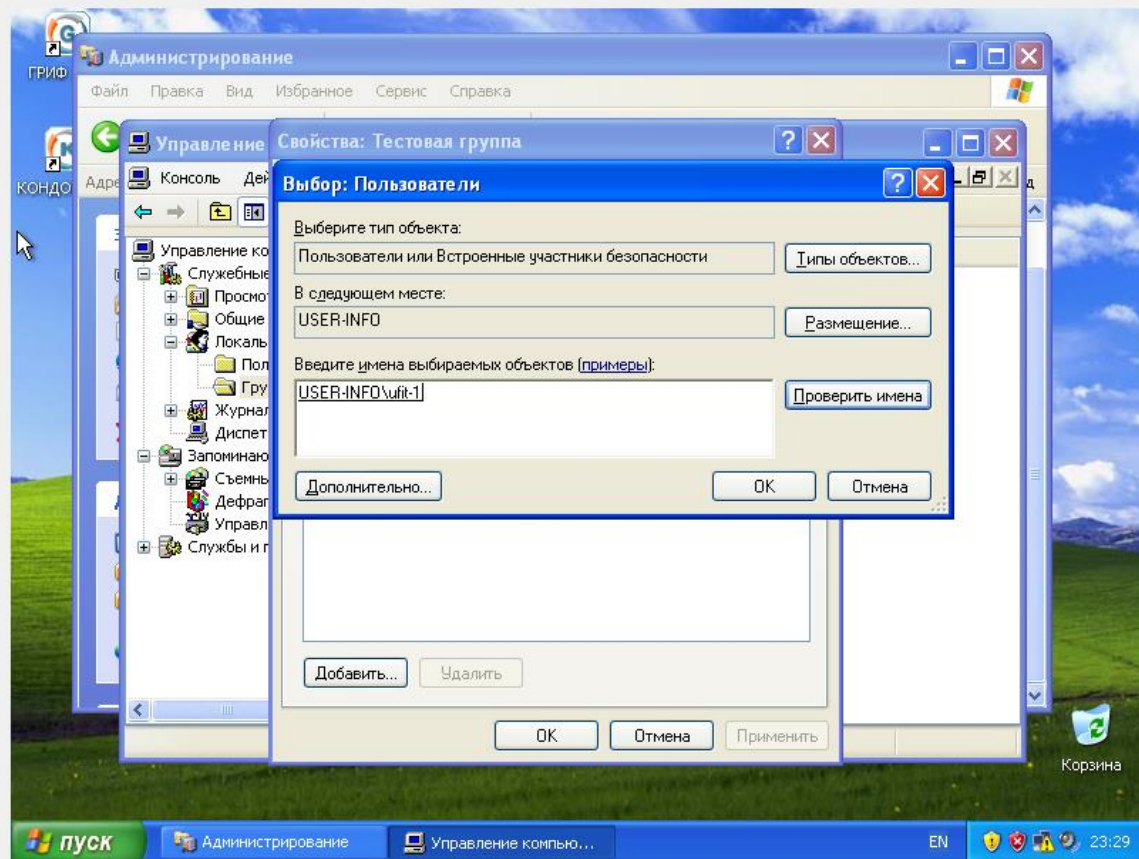 ГРИФ
Администрирование
Файл Правка Вид Избранное Сервис Справка
КОНДО
Адре
Управление
Свойства: Тестовая группа
Консоль Дей
Выбор: Пользователи
Выберите тип объекта:
Пользователи или Встроенные участники безопасности
Типы объектов...
В следующем месте:
USER-INFO
Размещение...
Введите имена выбираемых объектов (примеры):
USER-INFO\ufit-1
Проверить имена
Дополнительно...
ОК
Отмена
Управление ко
Служебные
Просмот
Общие
Локаль
Пол
Гру
Журнал
Диспет
Запоминаю
Съемнь
Дефраг
Управл
Службы и п
Добавить...
Удалить
ОК
Отмена
Применить
Корзина
пуск
Администрирование
Управление компью...
EN
23:29